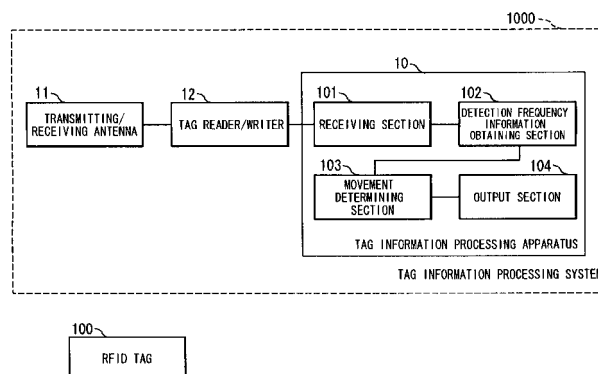 1000
11
12
10
101
102
TRANSMITTING/
RECEIVING ANTENNA
TAG READER/WRITER
RECEIVING SECTION
DETECTION FREQUENCY
INFORMATION
OBTAINING SECTION
103
104
MOVEMENT
DETERMINING
SECTION
OUTPUT SECTION
TAG INFORMATION PROCESSING APPARATUS
TAG INFORMATION PROCESSING SYSTEM
100
RFID TAG